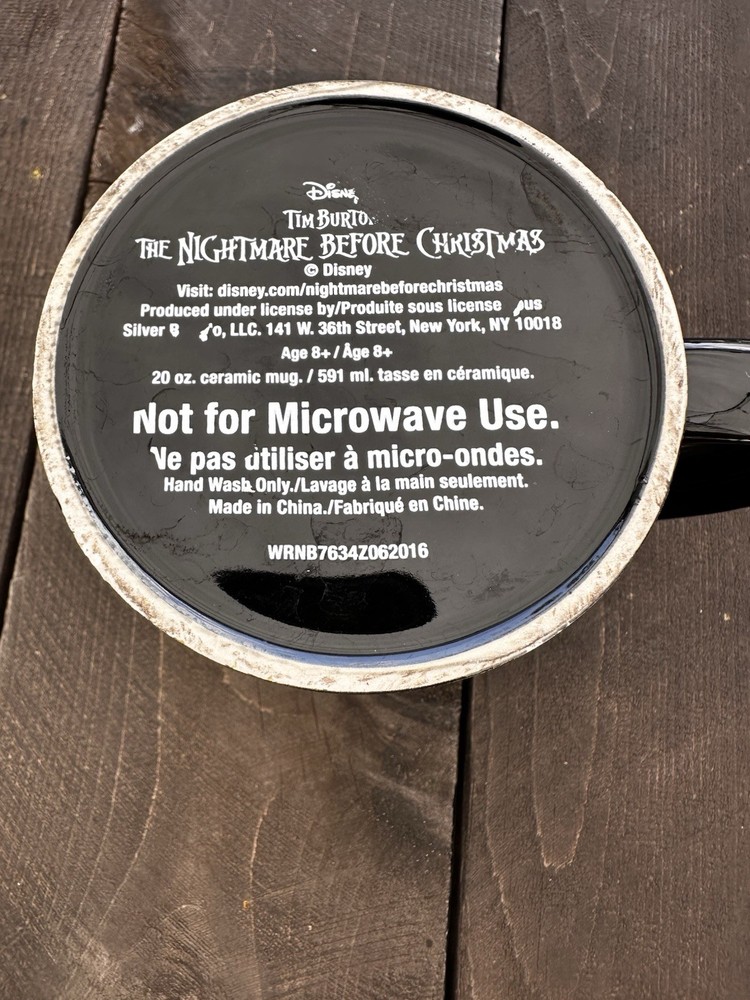 Disney
TIM BURTO
THE NIGHTMARE BEFORE CHRISTMAS
© Disney
Visit: disney.com/nightmarebeforechristmas
Produced under license by/Produite sous license
Silver LLC. 141 W. 36th Street, New York, NY 10018
Age 8+ / Âge 8+
20 oz. ceramic mug. / 591 ml. tasse en céramique.
Not for Microwave Use.
Ne pas utiliser à micro-ondes.
Hand Wash Only./Lavage à la main seulement.
Made in China./Fabriqué en Chine.
WRNB7634Z062016